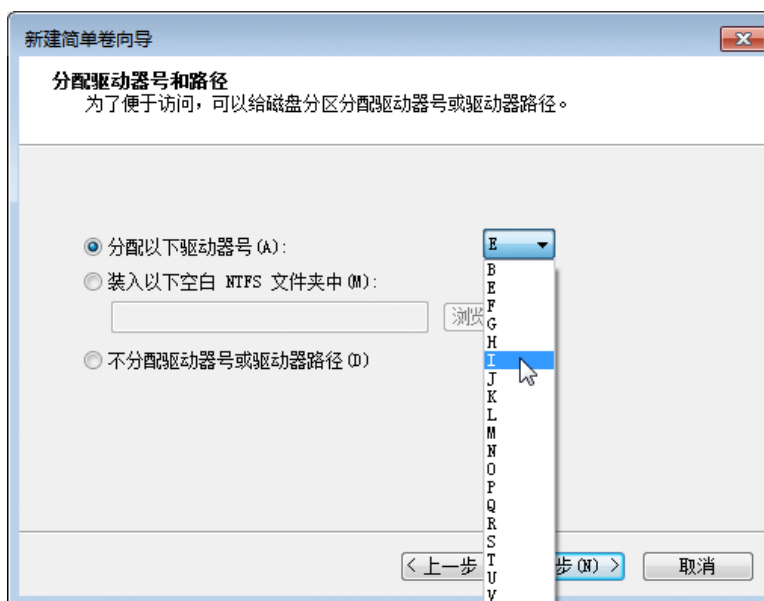 新建简单卷向导
分配驱动器号和路径
为了便于访问，可以给磁盘分区分配驱动器号或驱动器路径。
分配以下驱动器号(A):
E
装入以下空白 NTFS 文件夹中(M):
浏览
不分配驱动器号或驱动器路径(D)
B
E
F
G
H
I
J
K
L
M
N
O
P
Q
R
S
T
U
V
< 上一步
步(N) >
取消